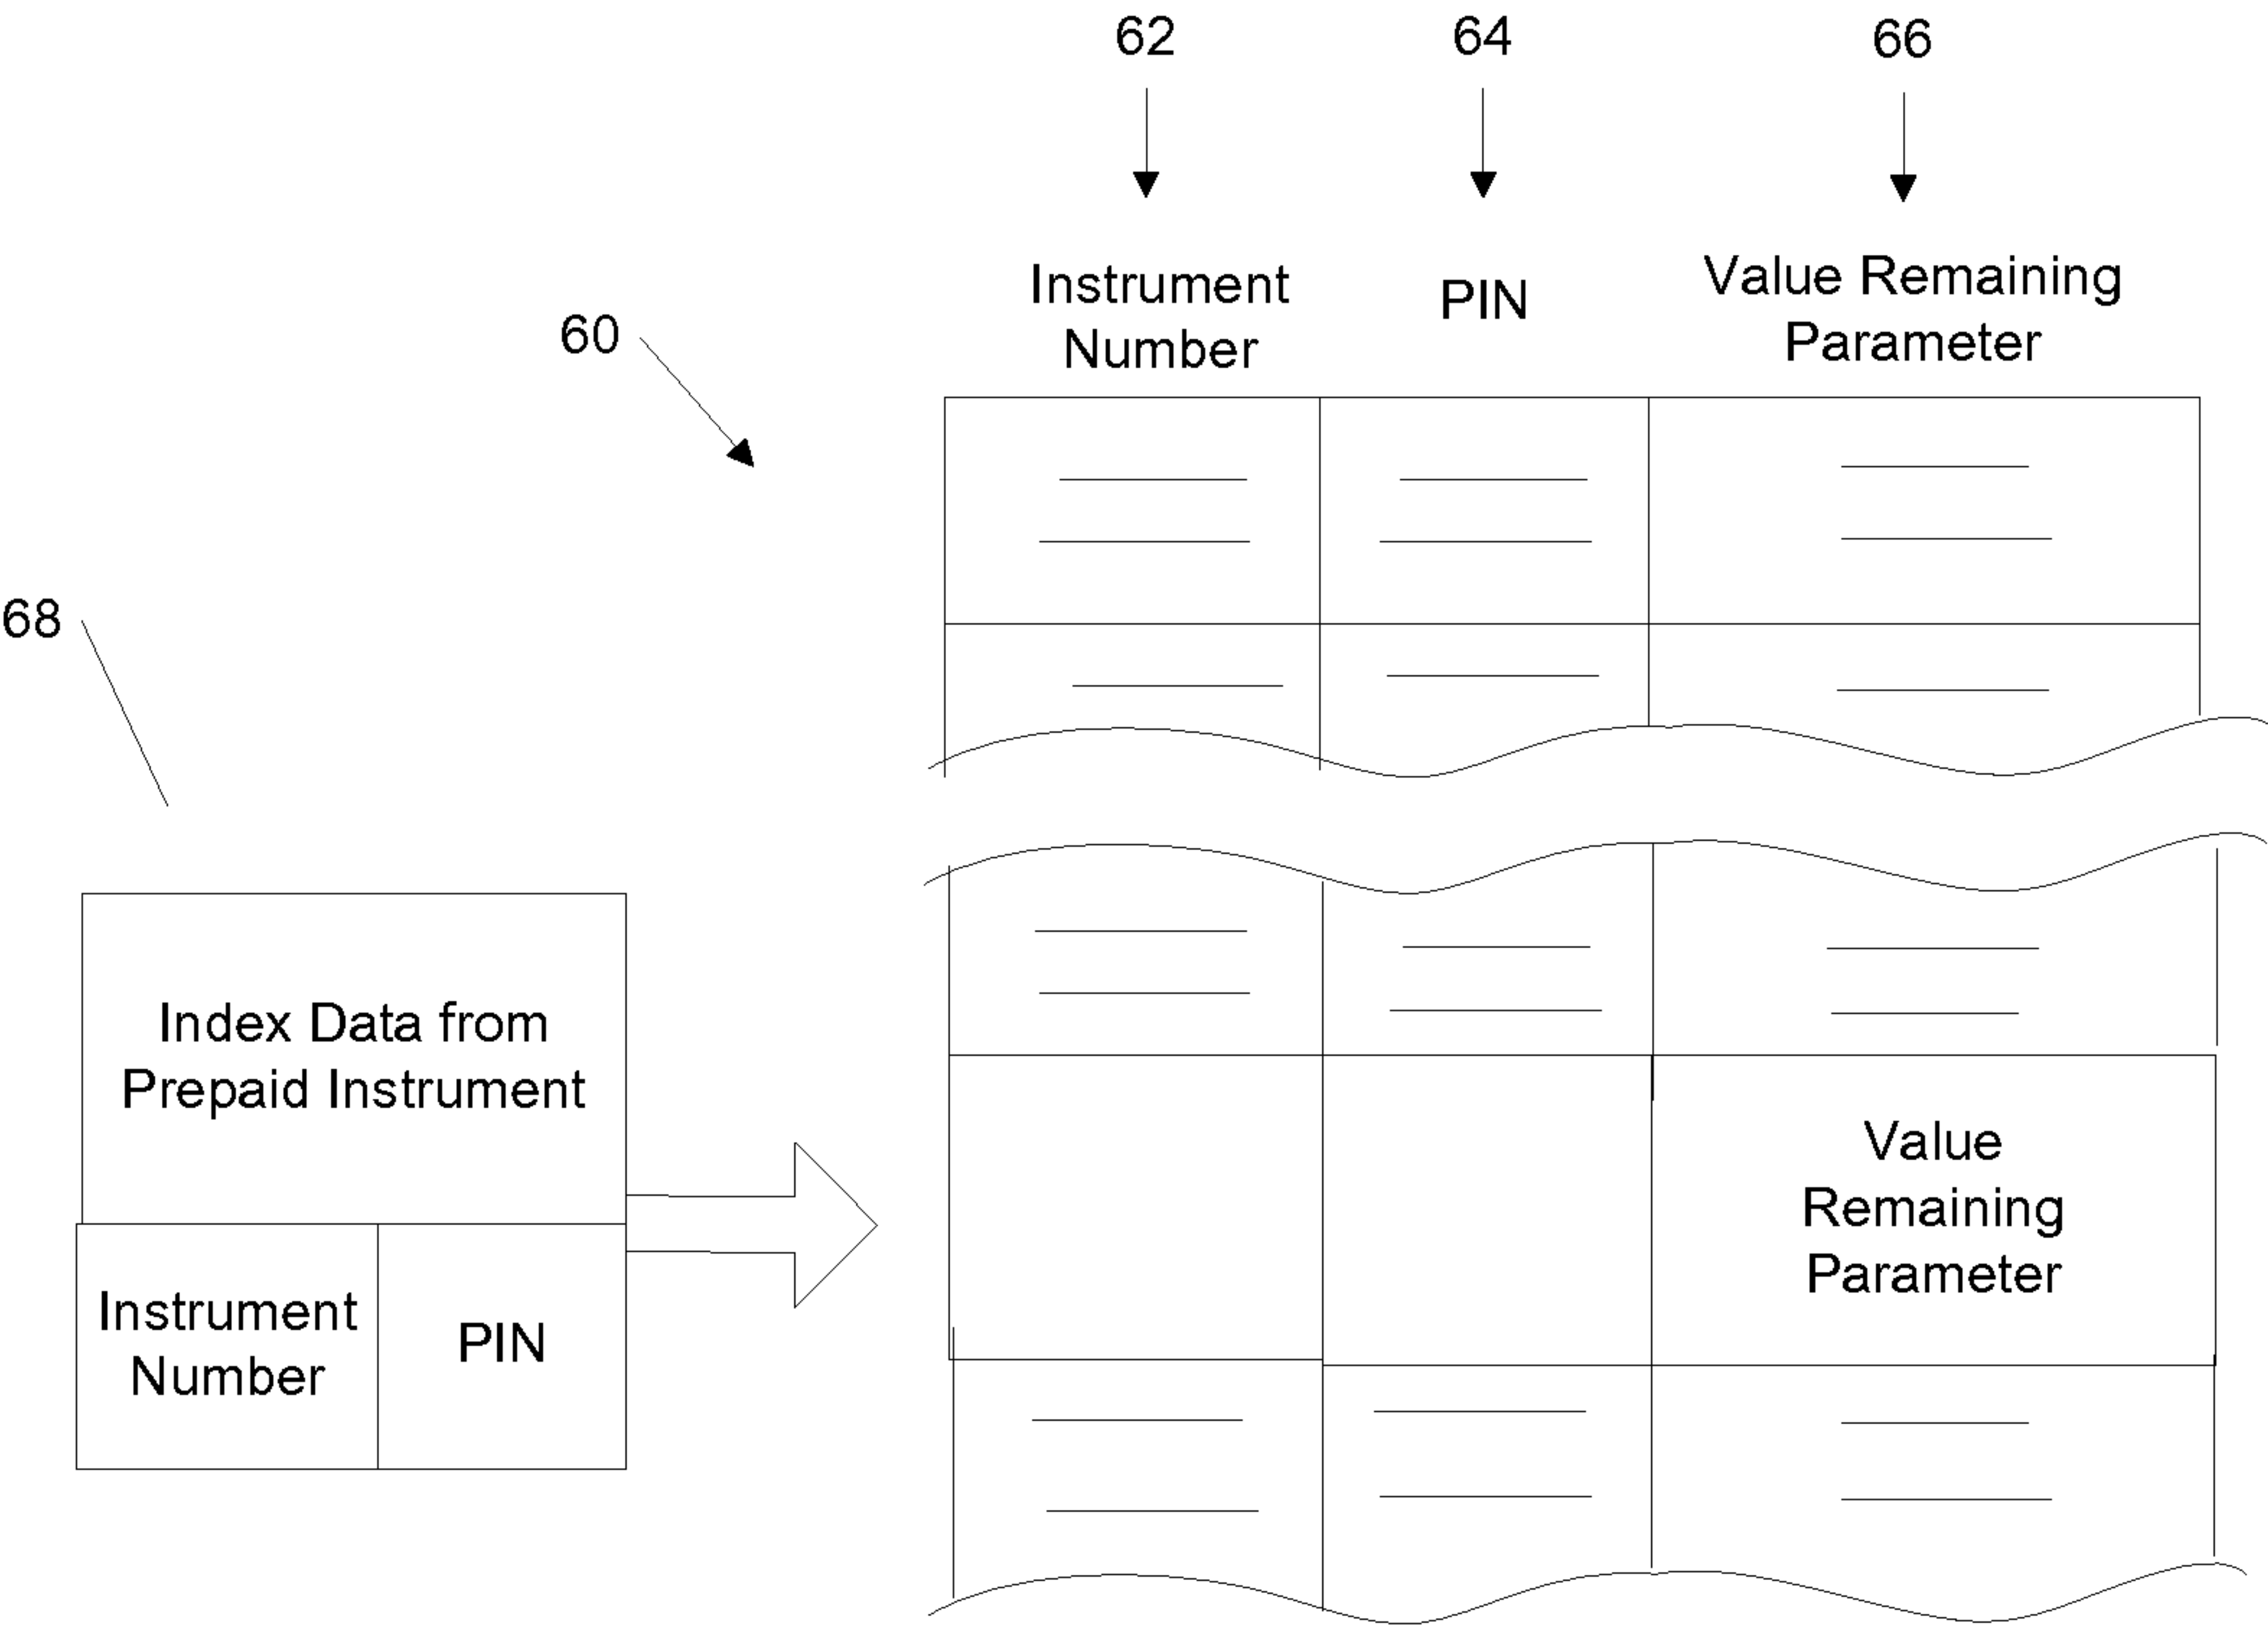 62
64
66
Instrument
Number
PIN
Value Remaining
Parameter
60
68
Index Data from
Prepaid Instrument
Instrument
Number
PIN
Value
Remaining
Parameter